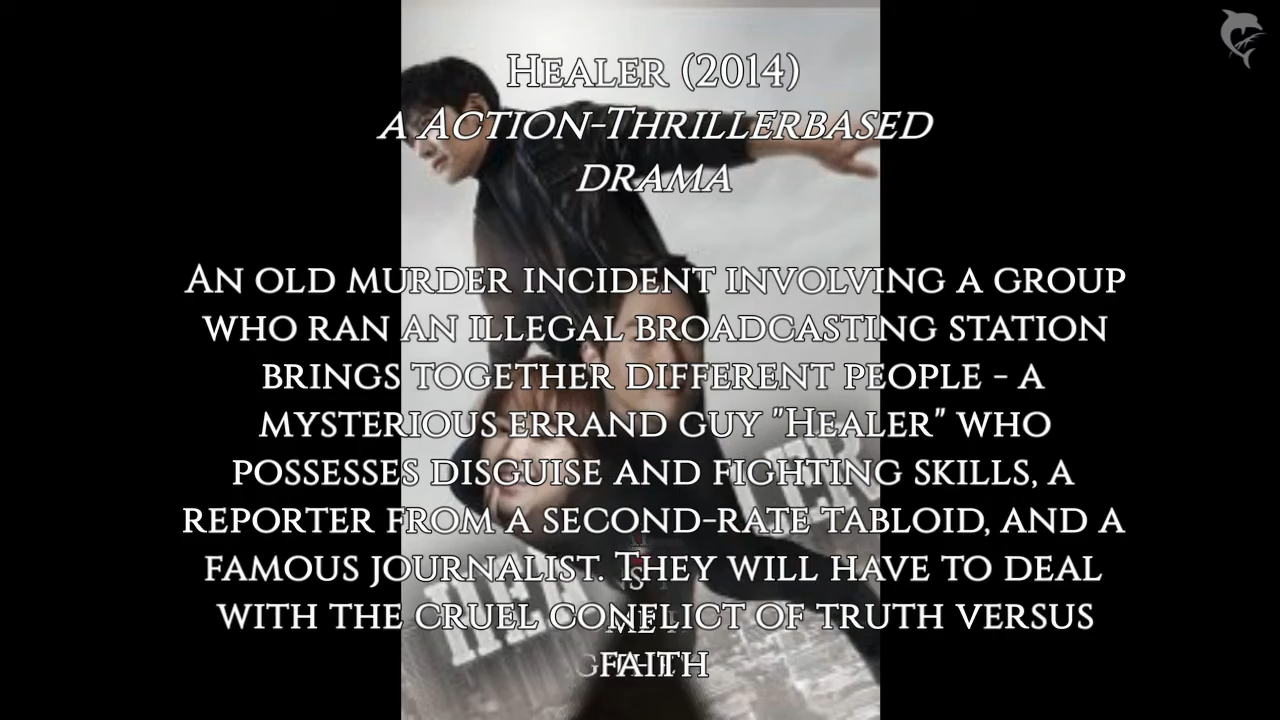 Healer (2014)
A Action-Thrillerbased
drama
An old murder incident involving a group
who ran an illegal broadcasting station
brings together different people - a
mysterious errand guy "Healer" who
possesses disguise and fighting skills, a
reporter from a second-rate tabloid, and a
famous journalist. They will have to deal
with the cruel conflict of truth versus
faith